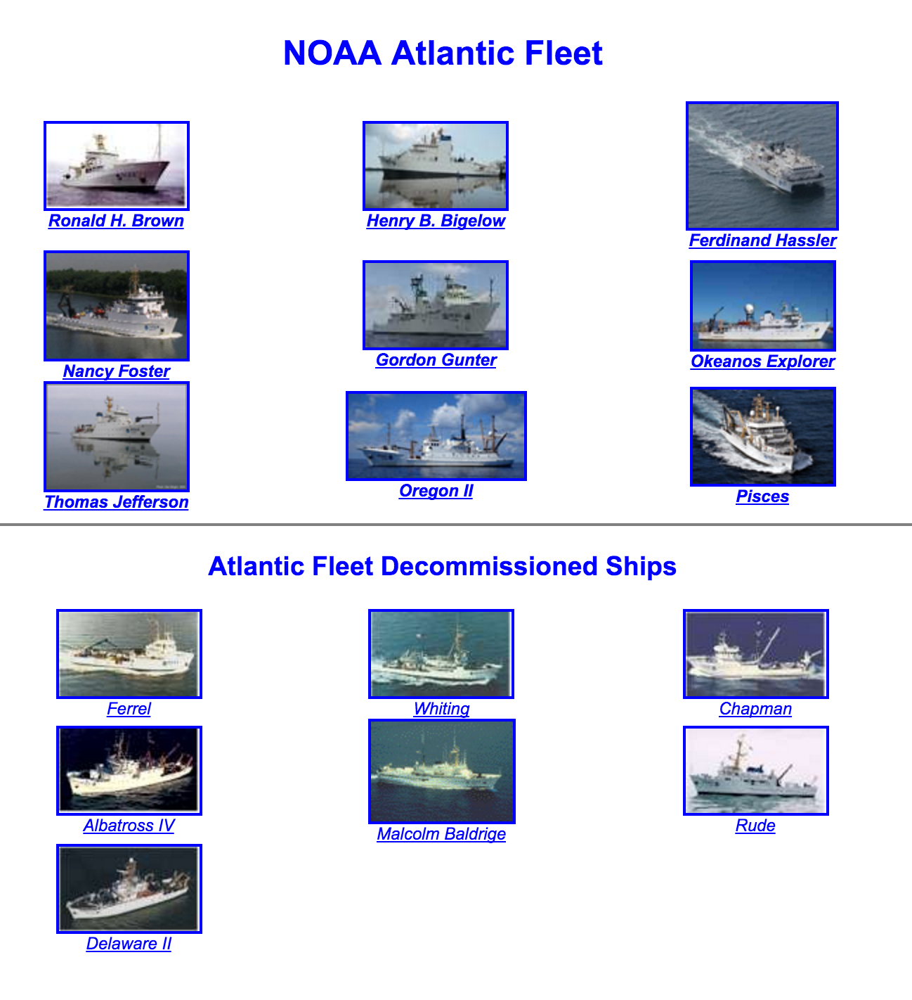 NOAA Atlantic Fleet
Ronald H. Brown
Henry B. Bigelow
Ferdinand Hassler
Nancy Foster
Gordon Gunter
Okeanos Explorer
Thomas Jefferson
Oregon II
Pisces
Atlantic Fleet Decommissioned Ships
Ferrel
Whiting
Chapman
Albatross IV
Malcolm Baldrige
Rude
Delaware II